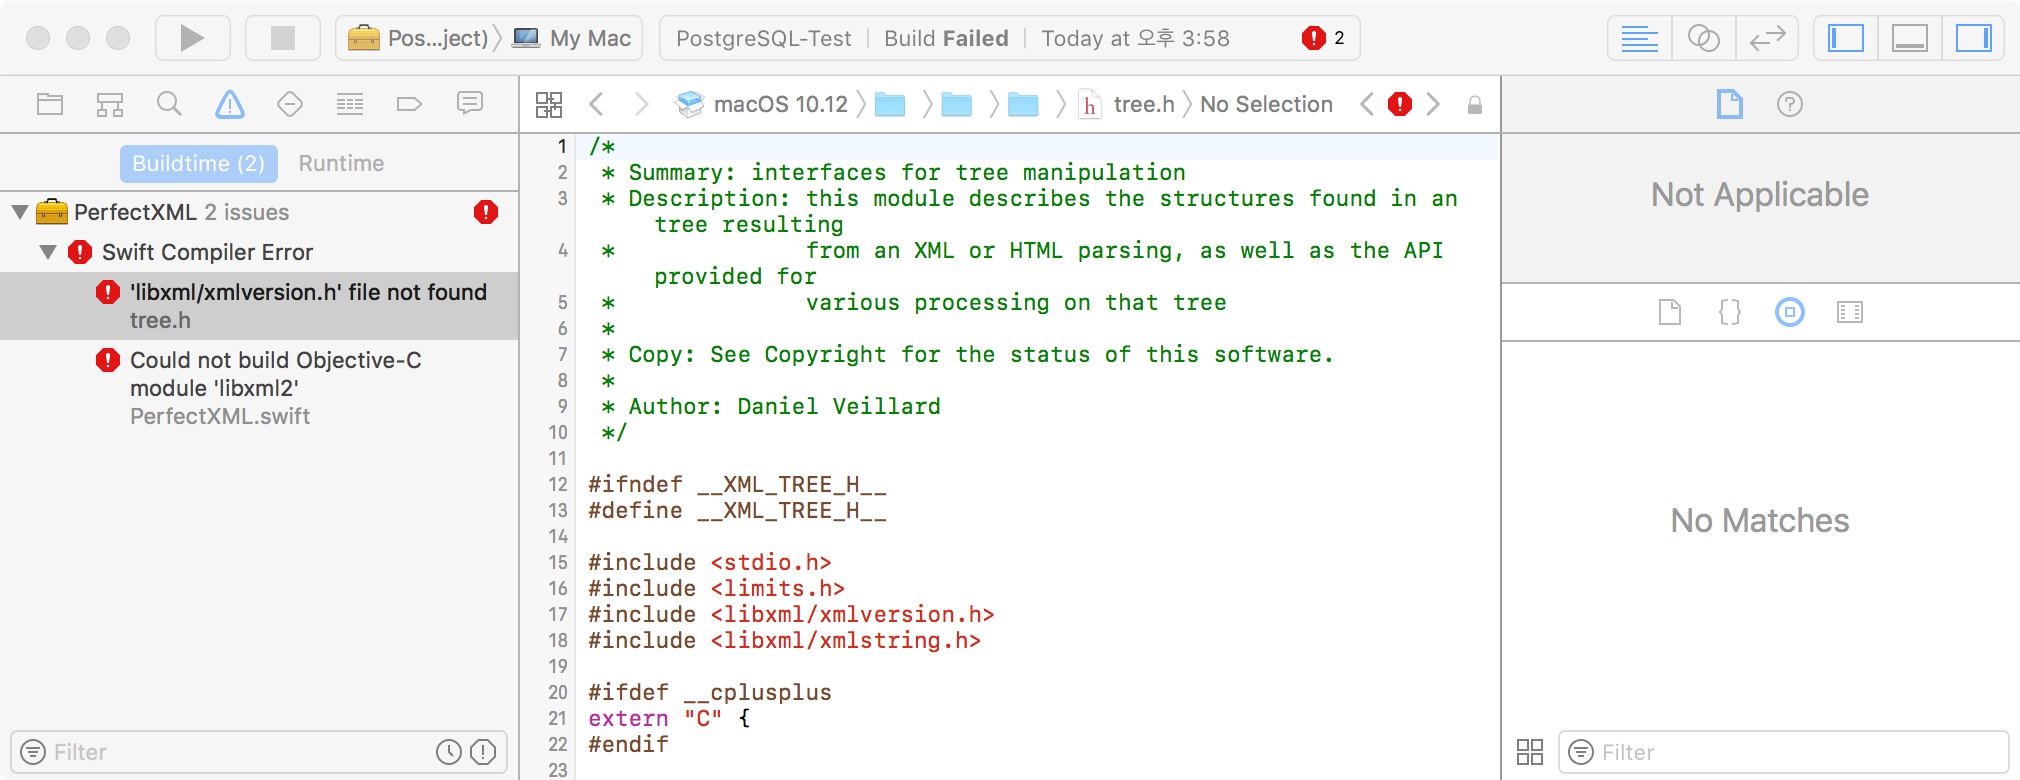 Pos...ject) My Mac
PostgreSQL-Test Build Failed Today at 오후 3:58 2
macOS 10.12 h tree.h No Selection
Buildtime (2) Runtime
PerfectXML 2 issues
Swift Compiler Error
'libxml/xmlversion.h' file not found
tree.h
Could not build Objective-C
module 'libxml2'
PerfectXML.swift
Filter
1 /*
2 * Summary: interfaces for tree manipulation
3 * Description: this module describes the structures found in an
tree resulting
4 * from an XML or HTML parsing, as well as the API
provided for
5 * various processing on that tree
6 *
7 * Copy: See Copyright for the status of this software.
8 *
9 * Author: Daniel Veillard
10 */
11
12 #ifndef __XML_TREE_H__
13 #define __XML_TREE_H__
14
15 #include <stdio.h>
16 #include <limits.h>
17 #include <libxml/xmlversion.h>
18 #include <libxml/xmlstring.h>
19
20 #ifdef __cplusplus
21 extern "C" {
22 #endif
23
Not Applicable
No Matches
Filter